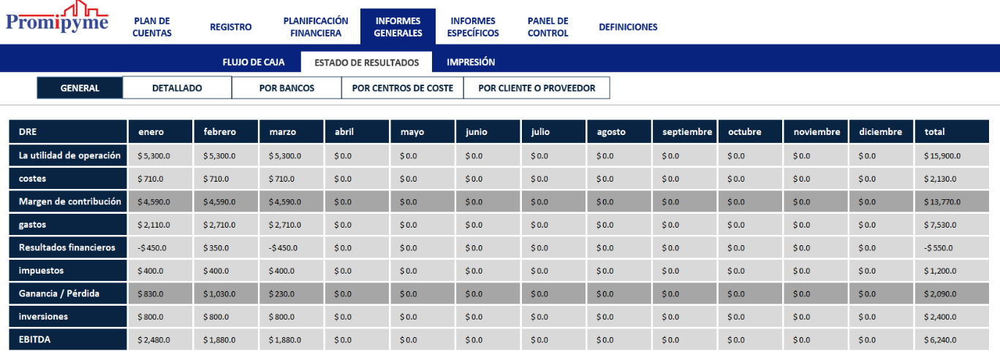 Promipyme
PLAN DE CUENTAS
REGISTRO
PLANIFICACIÓN FINANCIERA
INFORMES GENERALES
INFORMES ESPECÍFICOS
PANEL DE CONTROL
DEFINICIONES
FLUJO DE CAJA ESTADO DE RESULTADOS IMPRESIÓN
GENERAL DETALLADO POR BANCOS POR CENTROS DE COSTE POR CLIENTE O PROVEEDOR
DRE enero febrero marzo abril mayo junio julio agosto septiembre octubre noviembre diciembre total
La utilidad de operación $ 5,300.0 $ 5,300.0 $ 5,300.0 $ 0.0 $ 0.0 $ 0.0 $ 0.0 $ 0.0 $ 0.0 $ 0.0 $ 0.0 $ 0.0 $ 15,900.0
costes $ 710.0 $ 710.0 $ 710.0 $ 0.0 $ 0.0 $ 0.0 $ 0.0 $ 0.0 $ 0.0 $ 0.0 $ 0.0 $ 0.0 $ 2,130.0
Margen de contribución $ 4,590.0 $ 4,590.0 $ 4,590.0 $ 0.0 $ 0.0 $ 0.0 $ 0.0 $ 0.0 $ 0.0 $ 0.0 $ 0.0 $ 0.0 $ 13,770.0
gastos $ 2,110.0 $ 2,710.0 $ 2,710.0 $ 0.0 $ 0.0 $ 0.0 $ 0.0 $ 0.0 $ 0.0 $ 0.0 $ 0.0 $ 0.0 $ 7,530.0
Resultados financieros -$ 450.0 $ 350.0 -$ 450.0 $ 0.0 $ 0.0 $ 0.0 $ 0.0 $ 0.0 $ 0.0 $ 0.0 $ 0.0 $ 0.0 -$ 550.0
impuestos $ 400.0 $ 400.0 $ 400.0 $ 0.0 $ 0.0 $ 0.0 $ 0.0 $ 0.0 $ 0.0 $ 0.0 $ 0.0 $ 0.0 $ 1,200.0
Ganancia / Pérdida $ 830.0 $ 1,030.0 $ 230.0 $ 0.0 $ 0.0 $ 0.0 $ 0.0 $ 0.0 $ 0.0 $ 0.0 $ 0.0 $ 0.0 $ 2,090.0
inversiones $ 800.0 $ 800.0 $ 800.0 $ 0.0 $ 0.0 $ 0.0 $ 0.0 $ 0.0 $ 0.0 $ 0.0 $ 0.0 $ 0.0 $ 2,400.0
EBITDA $ 2,480.0 $ 1,880.0 $ 1,880.0 $ 0.0 $ 0.0 $ 0.0 $ 0.0 $ 0.0 $ 0.0 $ 0.0 $ 0.0 $ 0.0 $ 6,240.0